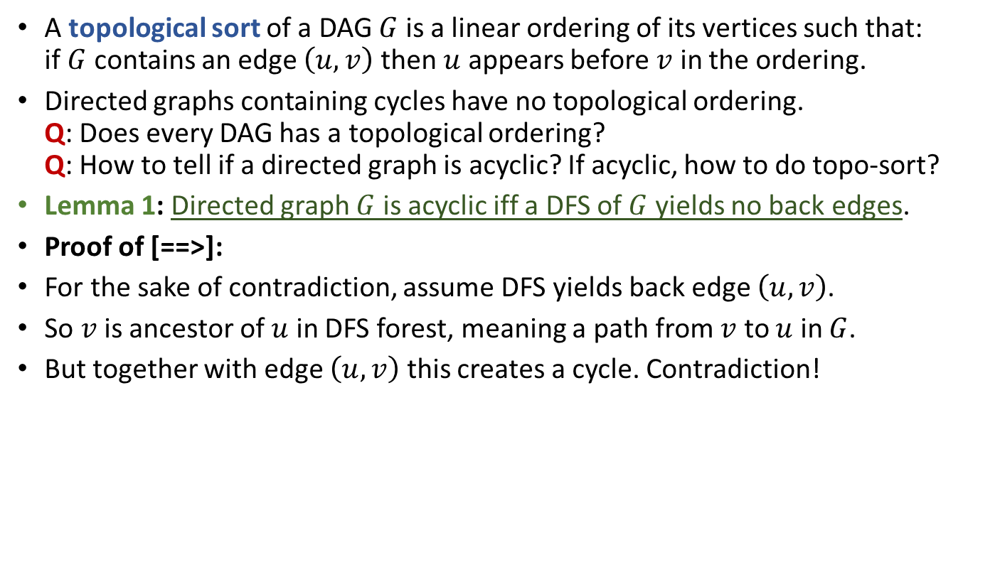 • A topological sort of a DAG 𝐺 is a linear ordering of its vertices such that:
if 𝐺 contains an edge (𝑢, 𝑣) then 𝑢 appears before 𝑣 in the ordering.
• Directed graphs containing cycles have no topological ordering.
Q: Does every DAG has a topological ordering?
Q: How to tell if a directed graph is acyclic? If acyclic, how to do topo-sort?
• Lemma 1: Directed graph 𝐺 is acyclic iff a DFS of 𝐺 yields no back edges.
• Proof of [==>]:
• For the sake of contradiction, assume DFS yields back edge (𝑢, 𝑣).
• So 𝑣 is ancestor of 𝑢 in DFS forest, meaning a path from 𝑣 to 𝑢 in 𝐺.
• But together with edge (𝑢, 𝑣) this creates a cycle. Contradiction!